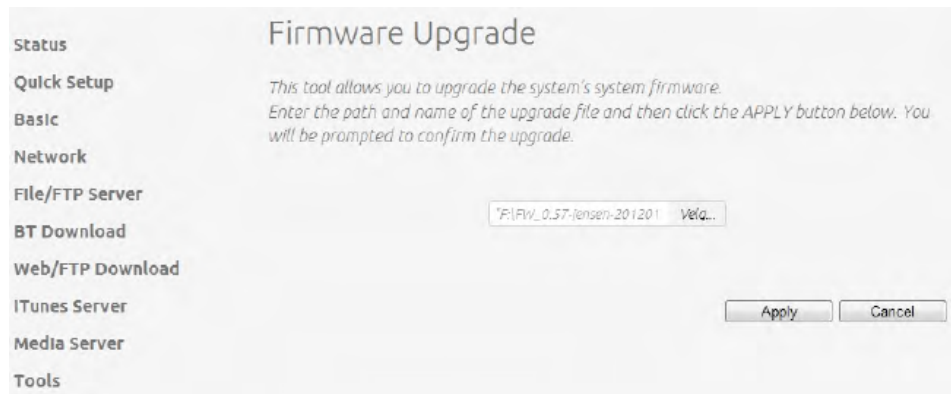 Status
Quick Setup
Basic
Network
File/FTP Server
BT Download
Web/FTP Download
iTunes Server
Media Server
Tools
Firmware Upgrade
This tool allows you to upgrade the system's system firmware.
Enter the path and name of the upgrade file and then click the APPLY button below. You
will be prompted to confirm the upgrade.
"F:\FW_0.57-Jensen-201201 Velg...
Apply Cancel